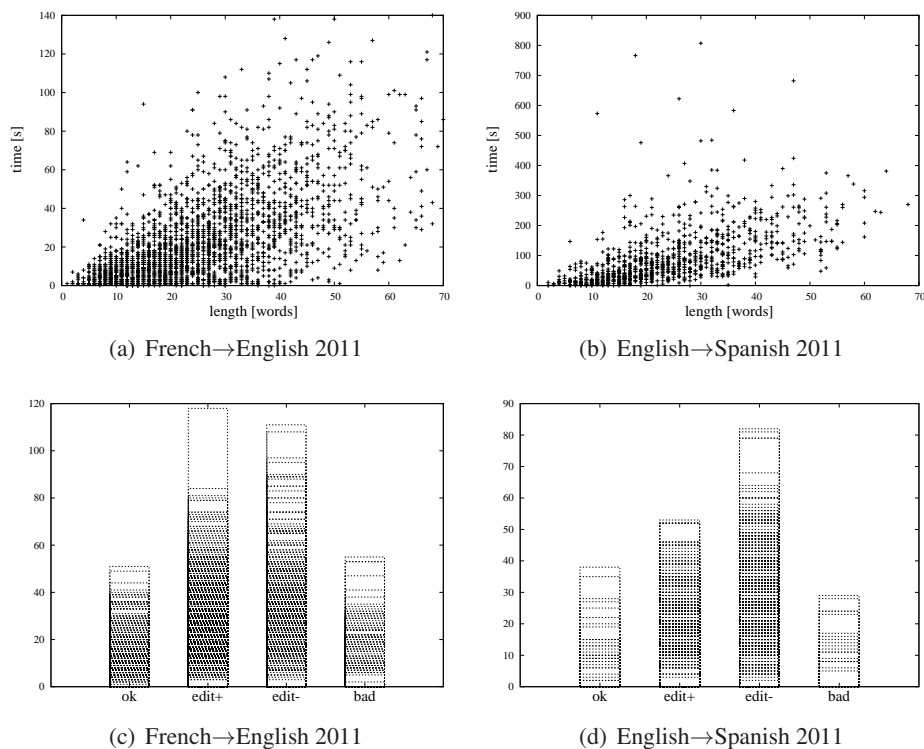 140
120
100
80
60
40
20
0
time [s]
0 10 20 30 40 50 60 70
length [words]
(a) French→English 2011
900
800
700
600
500
400
300
200
100
0
time [s]
0 10 20 30 40 50 60 70
length [words]
(b) English→Spanish 2011
120
100
80
60
40
20
0
ok edit+ edit- bad
(c) French→English 2011
90
80
70
60
50
40
30
20
10
0
ok edit+ edit- bad
(d) English→Spanish 2011